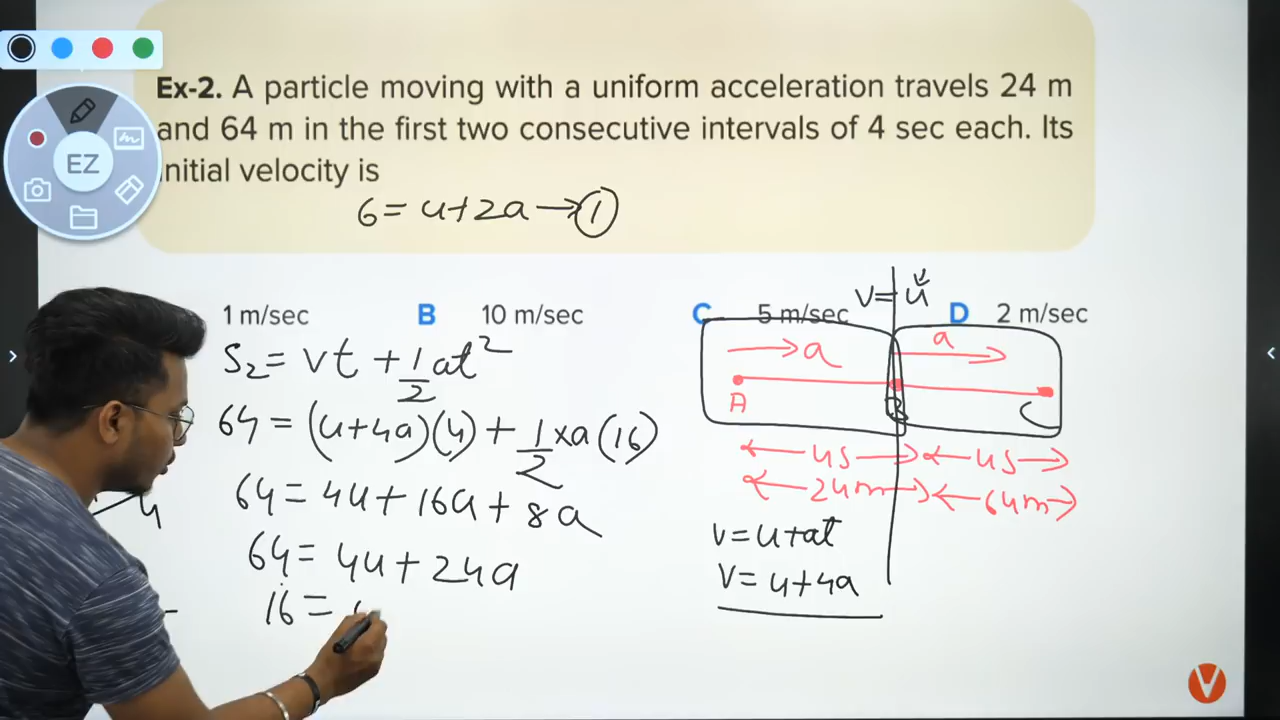 Ex-2. A particle moving with a uniform acceleration travels 24 m
and 64 m in the first two consecutive intervals of 4 sec each. Its
initial velocity is
6 = u + 2a → ①
1 m/sec
B 10 m/sec
C 5 m/sec
D 2 m/sec
S₂ = vt + 1/2 at²
64 = (u+4a)(4) + 1/2 × a(16)
64 = 4u + 16a + 8a
64 = 4u + 24a
16 =
V = u
a
a
A
B
C
4s
4s
24m
64m
v = u + at
V = u + 4a
EZ
V